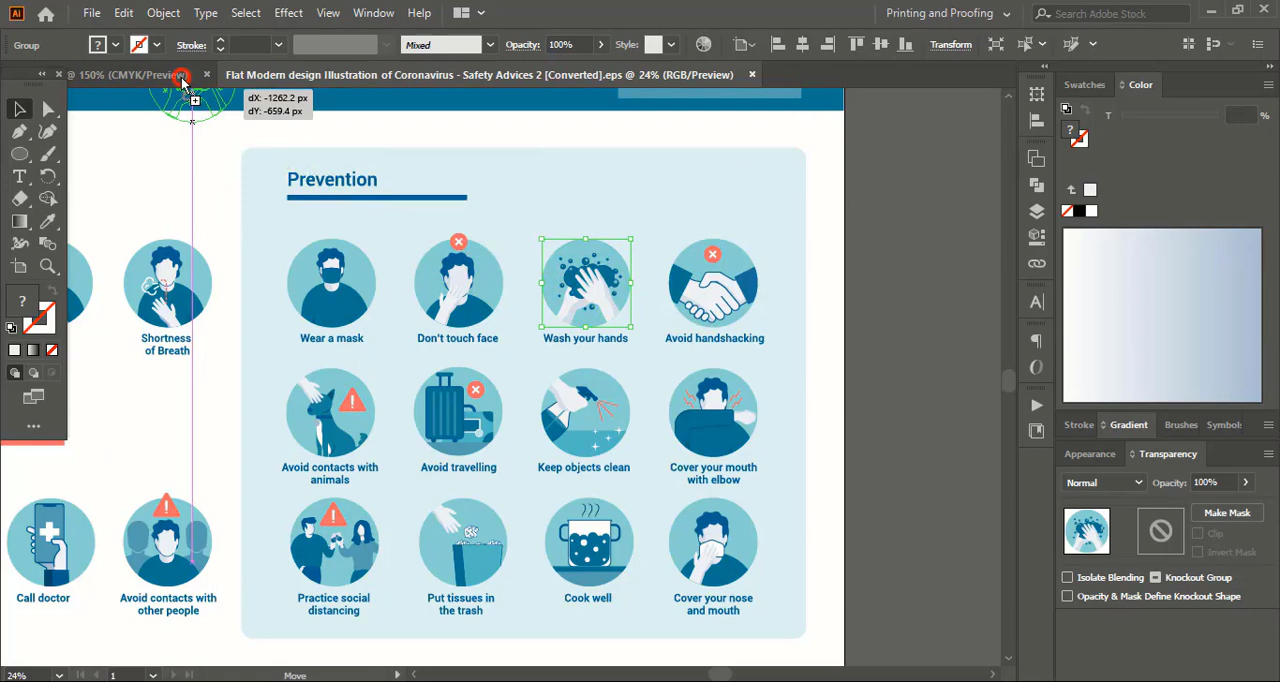 Ai File Edit Object Type Select Effect View Window Help Printing and Proofing Search Adobe Stock
Group ? Stroke: Mixed Opacity: 100% Style: Transform
@ 150% (CMYK/Preview) × Flat Modern design Illustration of Coronavirus - Safety Advices 2 [Converted].eps @ 24% (RGB/Preview) ×
dX: -1262.2 px
dY: -659.4 px
Prevention
Shortness
of Breath
Wear a mask
Don't touch face
Wash your hands
Avoid handshacking
Avoid contacts with
animals
Avoid travelling
Keep objects clean
Cover your mouth
with elbow
Call doctor
Avoid contacts with
other people
Practice social
distancing
Put tissues in
the trash
Cook well
Cover your nose
and mouth
Swatches Color
? T %
Stroke Gradient Brushes Symbols
Appearance Transparency
Normal Opacity: 100%
Make Mask
Clip
Invert Mask
Isolate Blending Knockout Group
Opacity & Mask Define Knockout Shape
24% 1 Move